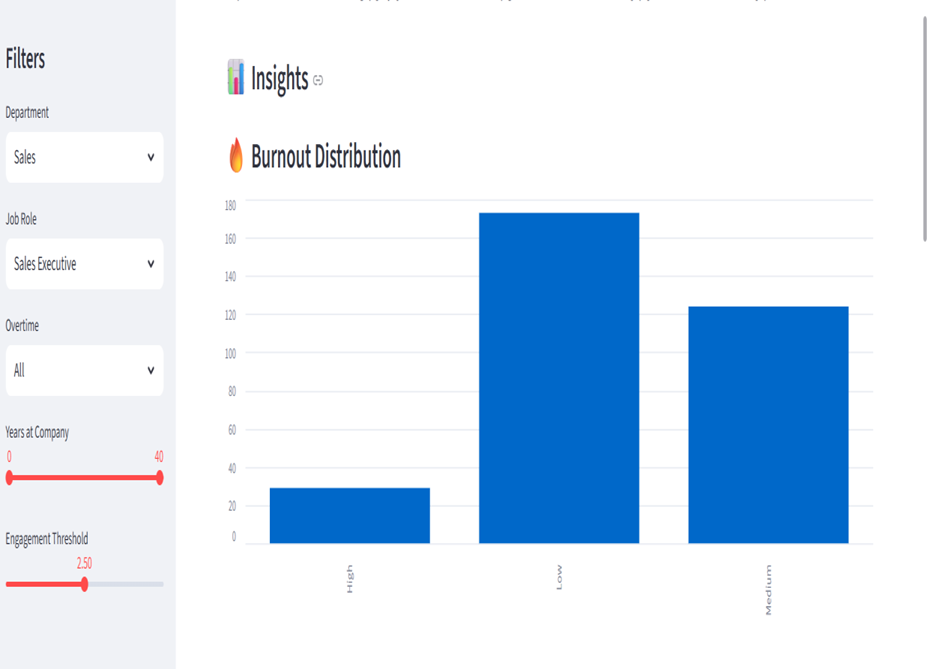 Filters
Department
Sales
Job Role
Sales Executive
Overtime
All
Years at Company
0 40
Engagement Threshold
2.50
Insights
Burnout Distribution
180
160
140
120
100
80
60
40
20
0
High
Low
Medium